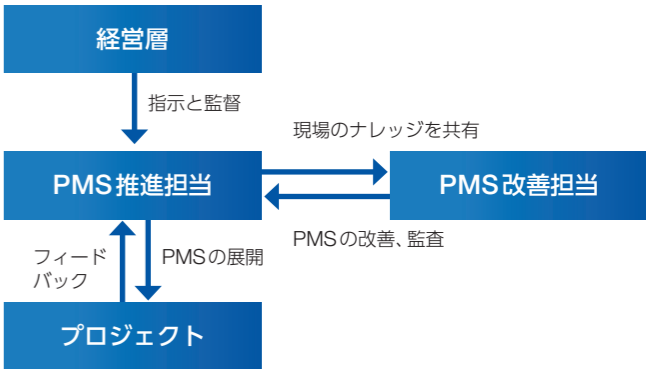 経営層
指示と監督
現場のナレッジを共有
PMS推進担当
PMS改善担当
PMSの改善、監査
フィード
バック
PMSの展開
プロジェクト